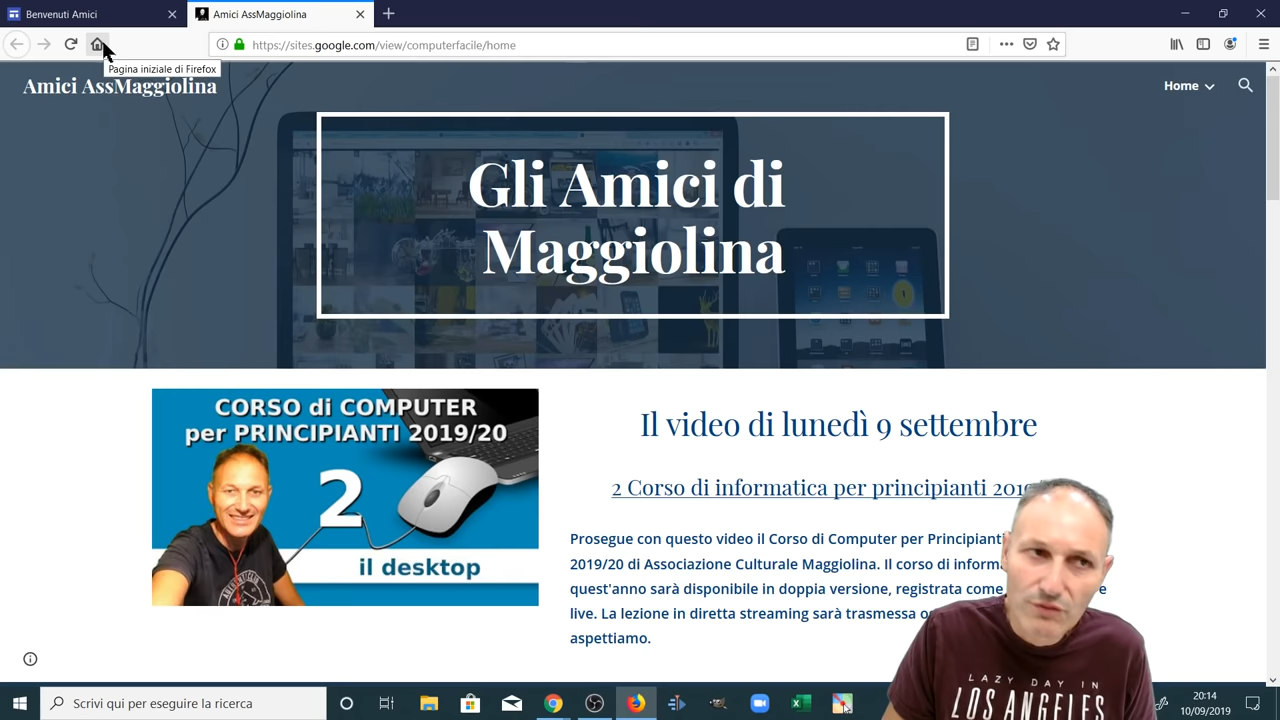 Benvenuti Amici
Amici AssMaggiolina
https://sites.google.com/view/computerfacile/home
Pagina iniziale di Firefox
Amici AssMaggiolina
Home
Gli Amici di
Maggiolina
CORSO di COMPUTER
per PRINCIPIANTI 2019/20
2
il desktop
Il video di lunedì 9 settembre
2 Corso di informatica per principianti
Prosegue con questo video il Corso di Computer per Principianti
2019/20 di Associazione Culturale Maggiolina. Il corso di
quest'anno sarà disponibile in doppia versione, registrata come
live. La lezione in diretta streaming sarà trasmessa
aspettiamo.
LAZY DAY IN
LOS ANGELES
Scrivi qui per eseguire la ricerca
20:14
10/09/2019